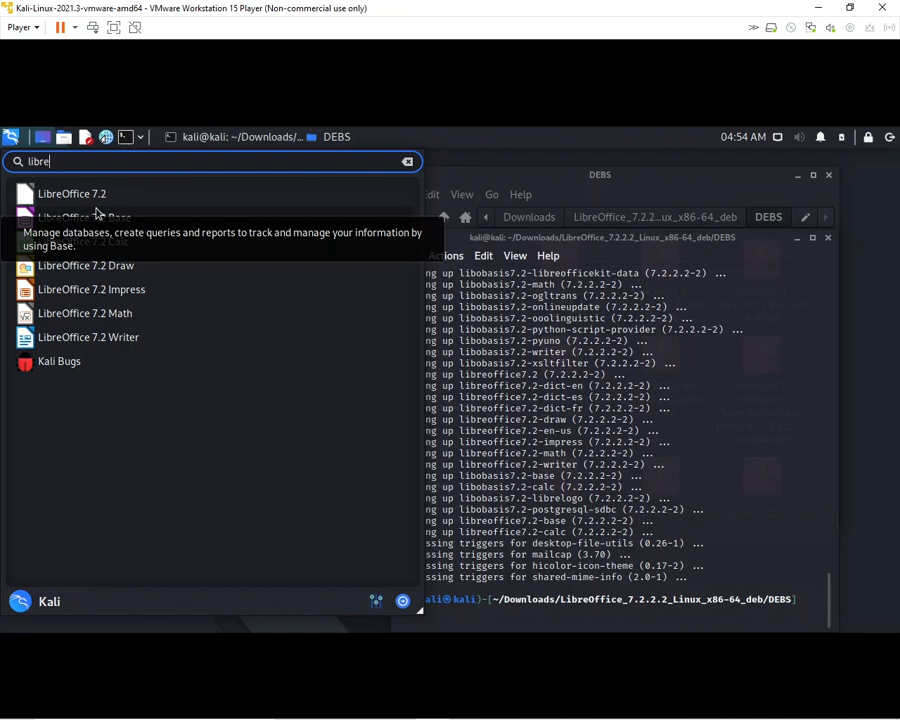 Kali-Linux-2021.3-vmware-amd64 - VMware Workstation 15 Player (Non-commercial use only)
Player
kali@kali: ~/Downloads/...
DEBS
04:54 AM
libre
LibreOffice 7.2
LibreOffice 7.2 Base
Manage databases, create queries and reports to track and manage your information by
using Base.
LibreOffice 7.2 Calc
LibreOffice 7.2 Draw
LibreOffice 7.2 Impress
LibreOffice 7.2 Math
LibreOffice 7.2 Writer
Kali Bugs
Kali
DEBS
dit View Go Help
Downloads
LibreOffice_7.2.2...ux_x86-64_deb
DEBS
kali@kali:~/Downloads/LibreOffice_7.2.2.2_Linux_x86-64_deb/DEBS
Actions Edit View Help
ng up libobasis7.2-libreofficekit-data (7.2.2.2-2) ...
ng up libobasis7.2-math (7.2.2.2-2) ...
ng up libobasis7.2-ogltrans (7.2.2.2-2) ...
ng up libobasis7.2-onlineupdate (7.2.2.2-2) ...
ng up libobasis7.2-ooolinguistic (7.2.2.2-2) ...
ng up libobasis7.2-python-script-provider (7.2.2.2-2) ...
ng up libobasis7.2-pyuno (7.2.2.2-2) ...
ng up libobasis7.2-writer (7.2.2.2-2) ...
ng up libobasis7.2-xsltfilter (7.2.2.2-2) ...
ng up libreoffice7.2 (7.2.2.2-2) ...
ng up libreoffice7.2-dict-en (7.2.2.2-2) ...
ng up libreoffice7.2-dict-es (7.2.2.2-2) ...
ng up libreoffice7.2-dict-fr (7.2.2.2-2) ...
ng up libreoffice7.2-draw (7.2.2.2-2) ...
ng up libreoffice7.2-en-us (7.2.2.2-2) ...
ng up libreoffice7.2-impress (7.2.2.2-2) ...
ng up libreoffice7.2-math (7.2.2.2-2) ...
ng up libreoffice7.2-writer (7.2.2.2-2) ...
ng up libobasis7.2-base (7.2.2.2-2) ...
ng up libobasis7.2-calc (7.2.2.2-2) ...
ng up libobasis7.2-librelogo (7.2.2.2-2) ...
ng up libobasis7.2-postgresql-sdbc (7.2.2.2-2) ...
ng up libreoffice7.2-base (7.2.2.2-2) ...
ng up libreoffice7.2-calc (7.2.2.2-2) ...
ssing triggers for desktop-file-utils (0.26-1) ...
ssing triggers for mailcap (3.70) ...
ssing triggers for hicolor-icon-theme (0.17-2) ...
ssing triggers for shared-mime-info (2.0-1) ...
ali㉿kali)-[~/Downloads/LibreOffice_7.2.2.2_Linux_x86-64_deb/DEBS]